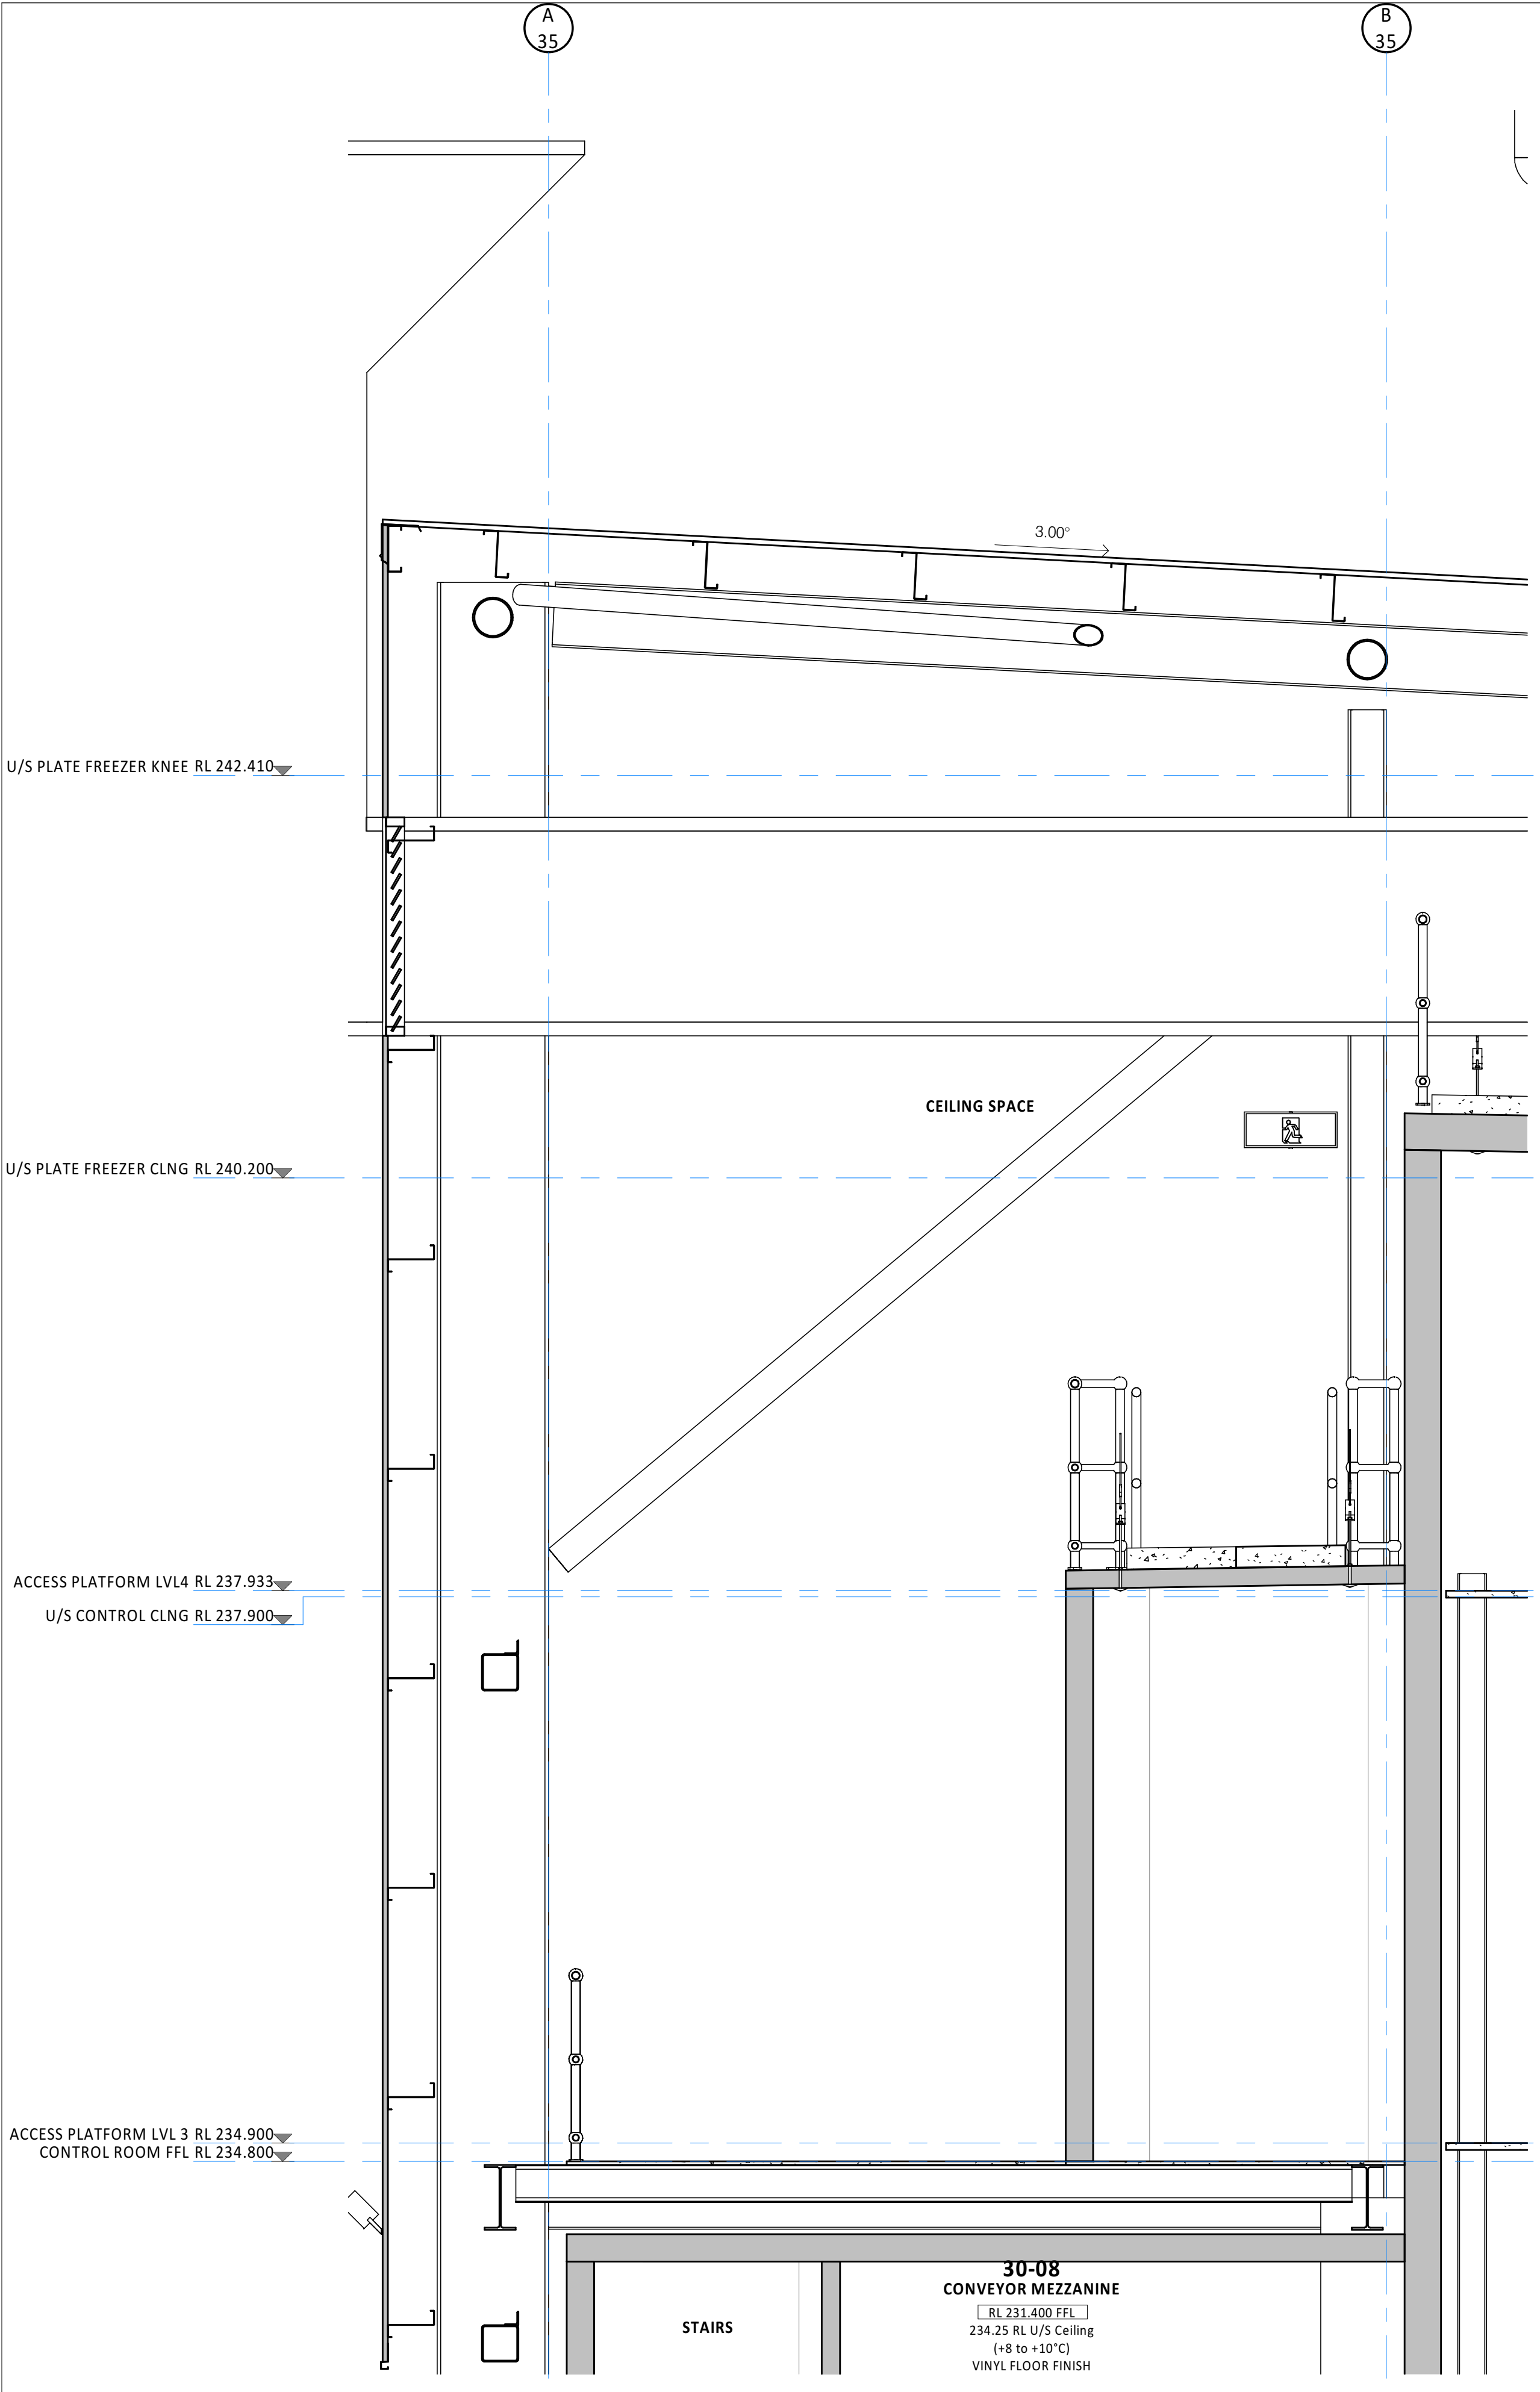 A
35
B
35
3.00°
U/S PLATE FREEZER KNEE RL 242.410
CEILING SPACE
U/S PLATE FREEZER CLNG RL 240.200
ACCESS PLATFORM LVL4 RL 237.933
U/S CONTROL CLNG RL 237.900
ACCESS PLATFORM LVL 3 RL 234.900
CONTROL ROOM FFL RL 234.800
30-08
CONVEYOR MEZZANINE
RL 231.400 FFL
STAIRS
234.25 RL U/S Ceiling
(+8 to +10°C)
VINYL FLOOR FINISH